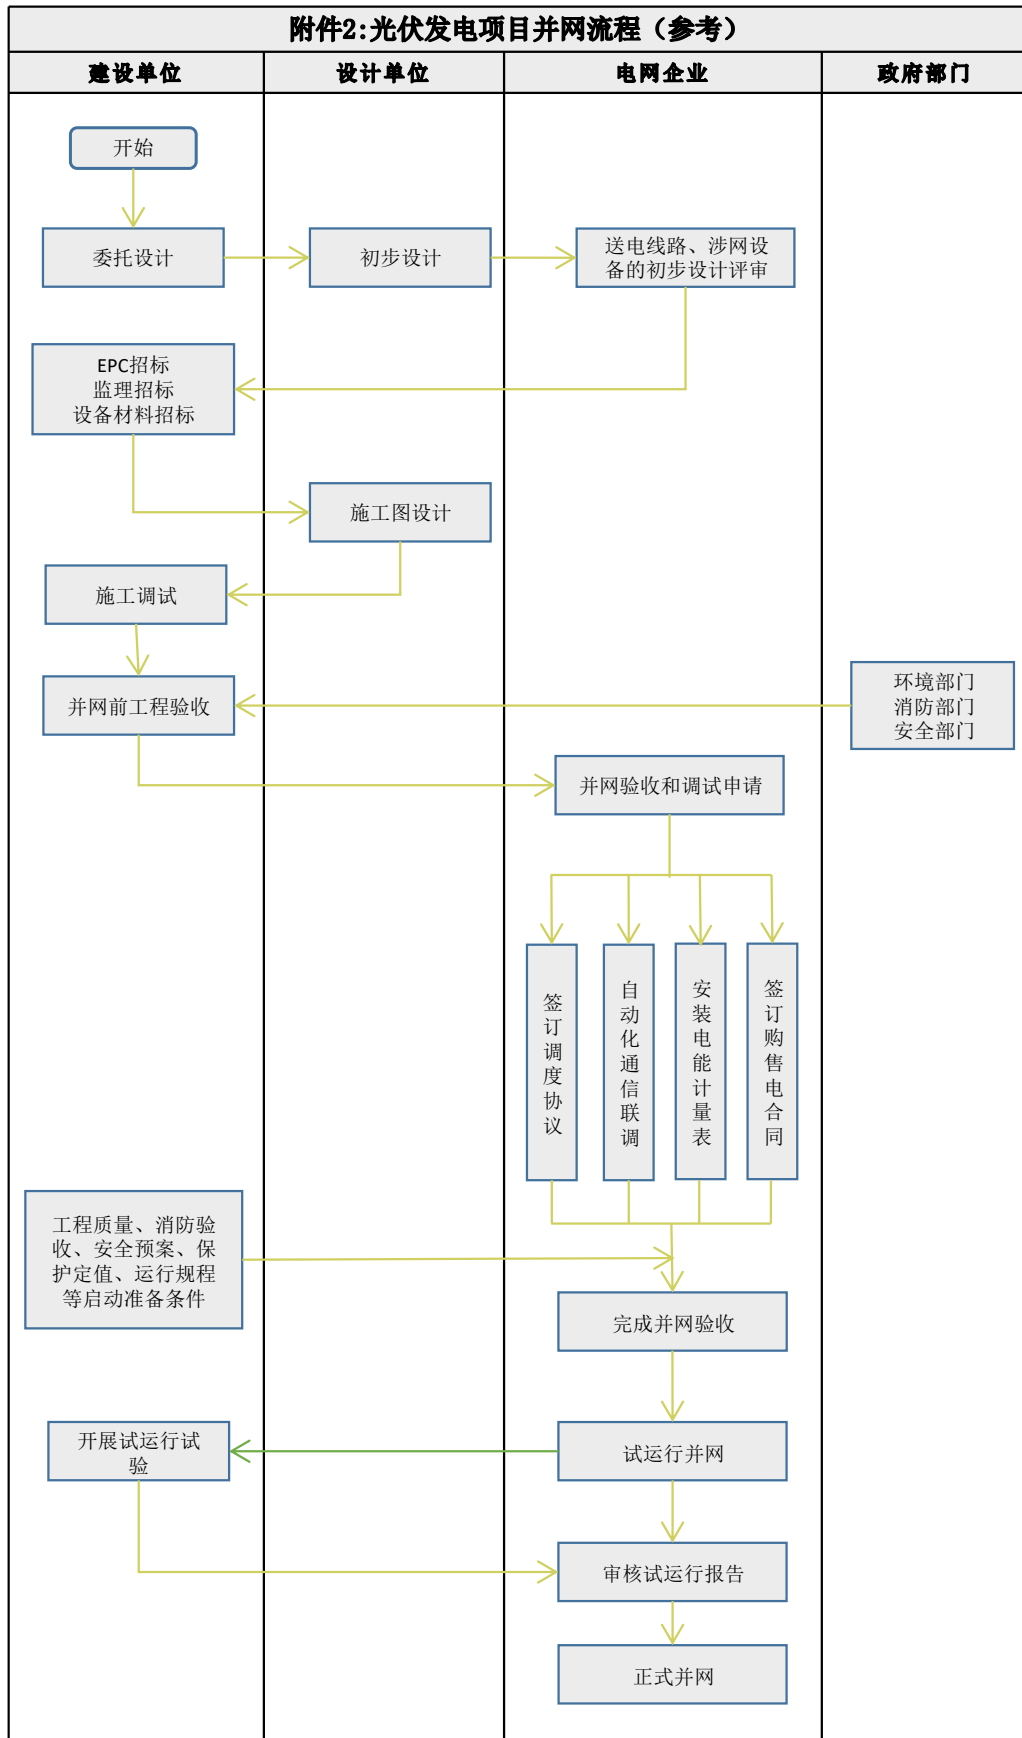 附件2:光伏发电项目并网流程（参考）
建设单位
设计单位
电网企业
政府部门
开始
委托设计
初步设计
送电线路、涉网设
备的初步设计评审
EPC招标
监理招标
设备材料招标
施工图设计
施工调试
并网前工程验收
环境部门
消防部门
安全部门
并网验收和调试申请
签订调度协议
自动化通信联调
安装电能计量表
签订购售电合同
工程质量、消防验
收、安全预案、保
护定值、运行规程
等启动准备条件
完成并网验收
开展试运行试
验
试运行并网
审核试运行报告
正式并网